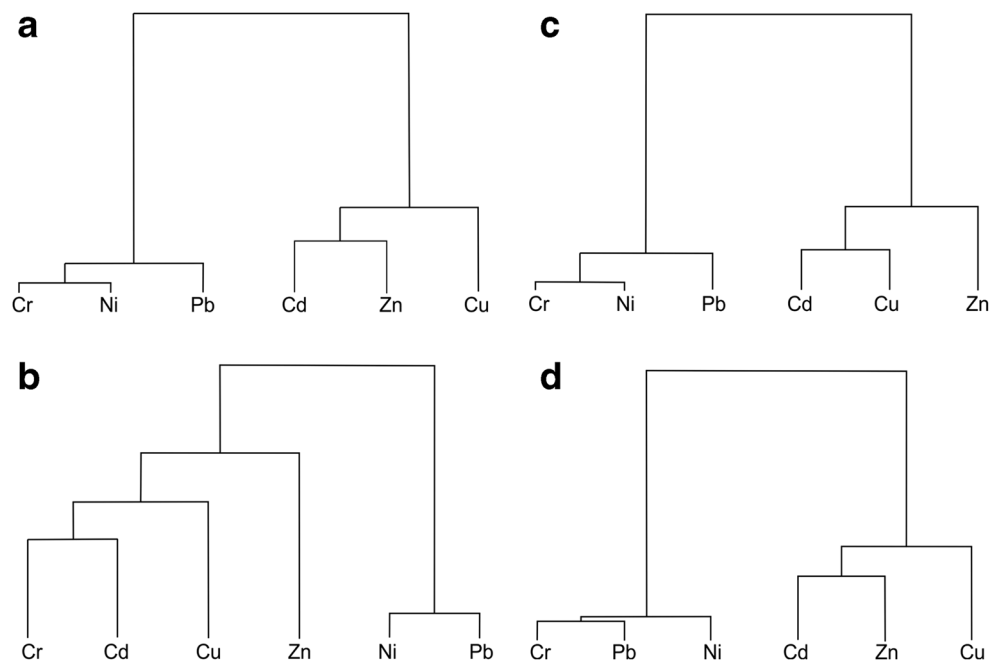 a
Cr Ni Pb Cd Zn Cu
c
Cr Ni Pb Cd Cu Zn
b
Cr Cd Cu Zn Ni Pb
d
Cr Pb Ni Cd Zn Cu